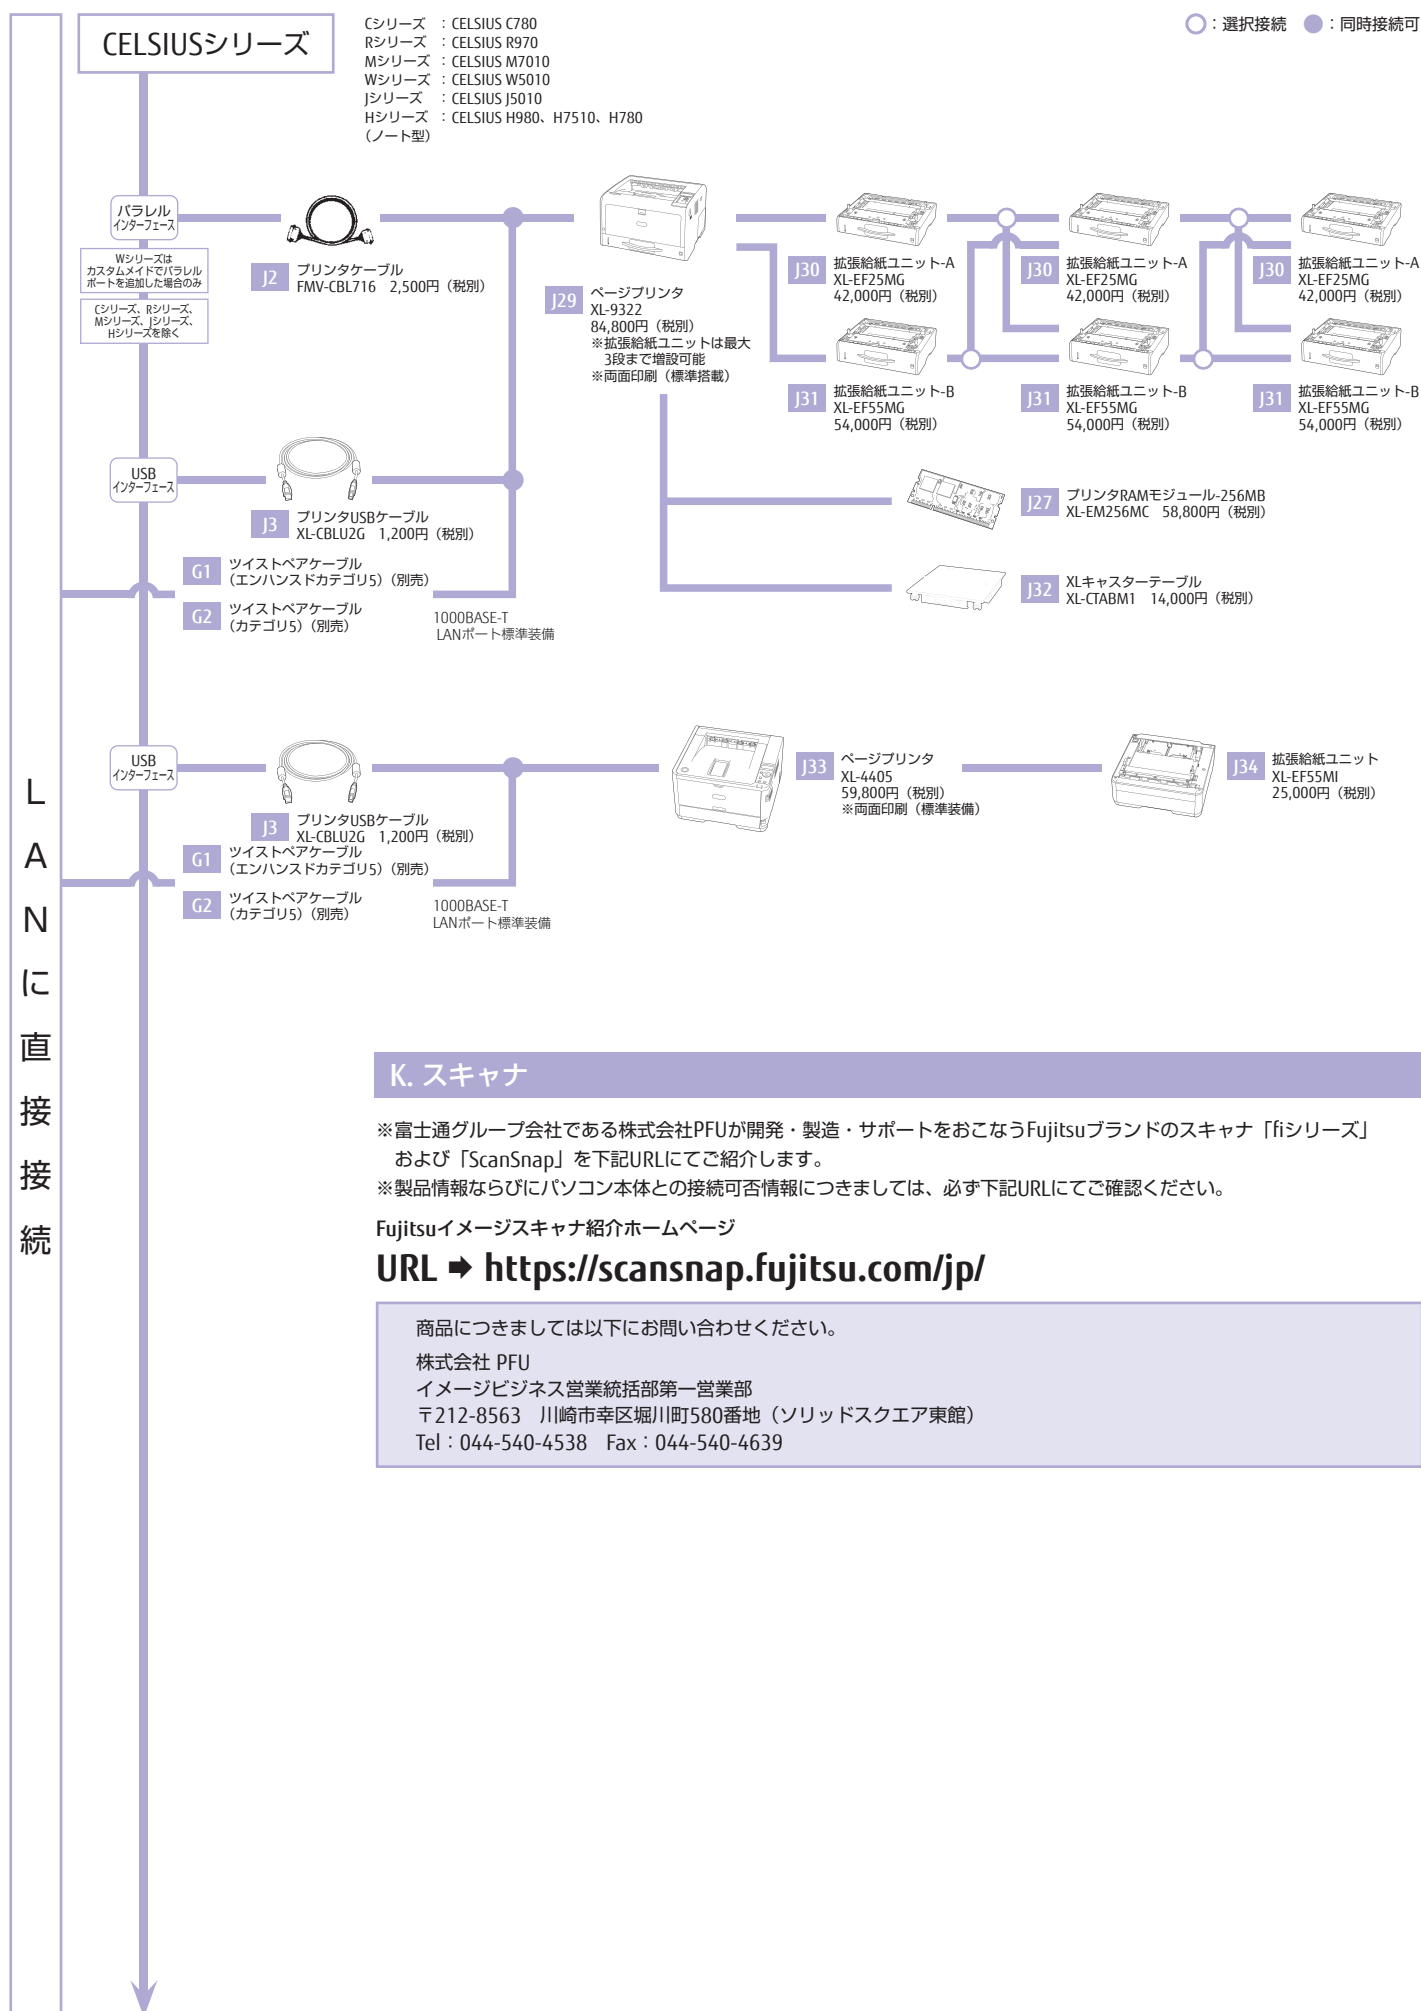 CELSIUSシリーズ
Cシリーズ ：CELSIUS C780
Rシリーズ ：CELSIUS R970
Mシリーズ ：CELSIUS M7010
Wシリーズ ：CELSIUS W5010
Jシリーズ ：CELSIUS J5010
Hシリーズ ：CELSIUS H980、H7510、H780
（ノート型）
○：選択接続 ●：同時接続可
パラレル
インターフェース
Wシリーズは
カスタムメイドでパラレル
ポートを追加した場合のみ
Cシリーズ、Rシリーズ、
Mシリーズ、Jシリーズ、
Hシリーズを除く
J2 プリンタケーブル
FMV-CBL716 2,500円（税別）
J29 ページプリンタ
XL-9322
84,800円（税別）
※拡張給紙ユニットは最大
3段まで増設可能
※両面印刷（標準搭載）
J30 拡張給紙ユニット-A
XL-EF25MG
42,000円（税別）
J30 拡張給紙ユニット-A
XL-EF25MG
42,000円（税別）
J30 拡張給紙ユニット-A
XL-EF25MG
42,000円（税別）
J31 拡張給紙ユニット-B
XL-EF55MG
54,000円（税別）
J31 拡張給紙ユニット-B
XL-EF55MG
54,000円（税別）
J31 拡張給紙ユニット-B
XL-EF55MG
54,000円（税別）
USB
インターフェース
J3 プリンタUSBケーブル
XL-CBLU2G 1,200円（税別）
J27 プリンタRAMモジュール-256MB
XL-EM256MC 58,800円（税別）
G1 ツイストペアケーブル
（エンハンスドカテゴリ5）（別売）
G2 ツイストペアケーブル
（カテゴリ5）（別売）
1000BASE-T
LANポート標準装備
J32 XLキャスターテーブル
XL-CTABM1 14,000円（税別）
USB
インターフェース
J3 プリンタUSBケーブル
XL-CBLU2G 1,200円（税別）
G1 ツイストペアケーブル
（エンハンスドカテゴリ5）（別売）
G2 ツイストペアケーブル
（カテゴリ5）（別売）
1000BASE-T
LANポート標準装備
J33 ページプリンタ
XL-4405
59,800円（税別）
※両面印刷（標準装備）
J34 拡張給紙ユニット
XL-EF55MI
25,000円（税別）
LANに直接接続
K. スキャナ
※富士通グループ会社である株式会社PFUが開発・製造・サポートをおこなうFujitsuブランドのスキャナ「fiシリーズ」
および「ScanSnap」を下記URLにてご紹介します。
※製品情報ならびにパソコン本体との接続可否情報につきましては、必ず下記URLにてご確認ください。
Fujitsuイメージスキャナ紹介ホームページ
URL ➡ https://scansnap.fujitsu.com/jp/
商品につきましては以下にお問い合わせください。
株式会社 PFU
イメージビジネス営業統括部第一営業部
〒212-8563 川崎市幸区堀川町580番地（ソリッドスクエア東館）
Tel：044-540-4538 Fax：044-540-4639